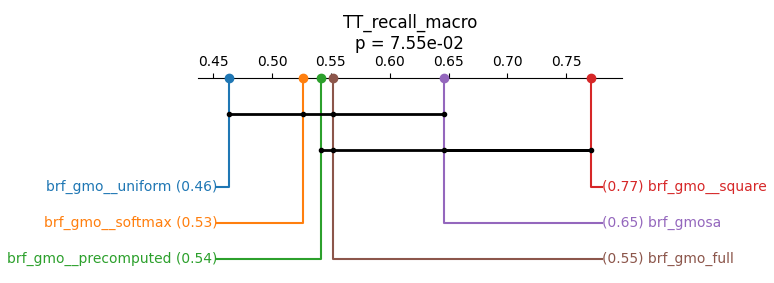 TT_recall_macro
p = 7.55e-02
0.45 0.50 0.55 0.60 0.65 0.70 0.75
brf_gmo__uniform (0.46) (0.77) brf_gmo__square
brf_gmo__softmax (0.53) (0.65) brf_gmosa
brf_gmo__precomputed (0.54) (0.55) brf_gmo_full